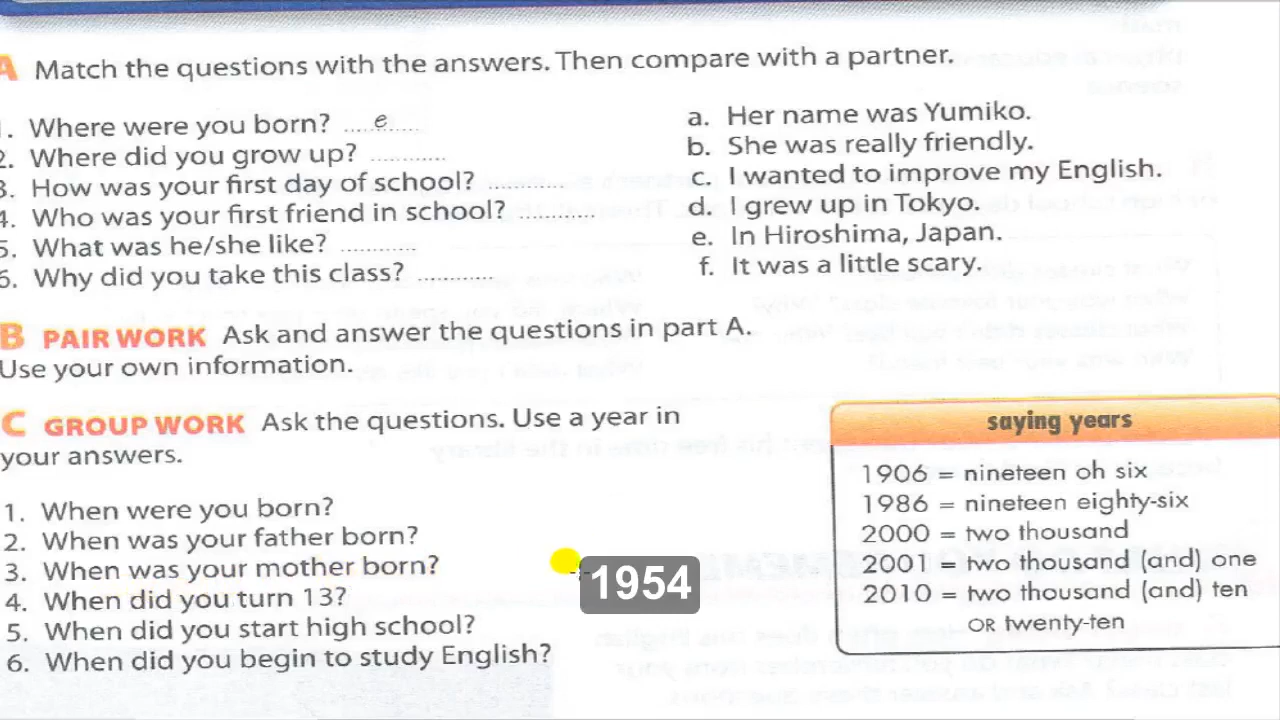 A Match the questions with the answers. Then compare with a partner.
1. Where were you born? e
2. Where did you grow up?
3. How was your first day of school?
4. Who was your first friend in school?
5. What was he/she like?
6. Why did you take this class?
a. Her name was Yumiko.
b. She was really friendly.
c. I wanted to improve my English.
d. I grew up in Tokyo.
e. In Hiroshima, Japan.
f. It was a little scary.
B PAIR WORK Ask and answer the questions in part A.
Use your own information.
C GROUP WORK Ask the questions. Use a year in
your answers.
1. When were you born?
2. When was your father born?
3. When was your mother born?
4. When did you turn 13?
5. When did you start high school?
6. When did you begin to study English?
1954
saying years
1906 = nineteen oh six
1986 = nineteen eighty-six
2000 = two thousand
2001 = two thousand (and) one
2010 = two thousand (and) ten
OR twenty-ten